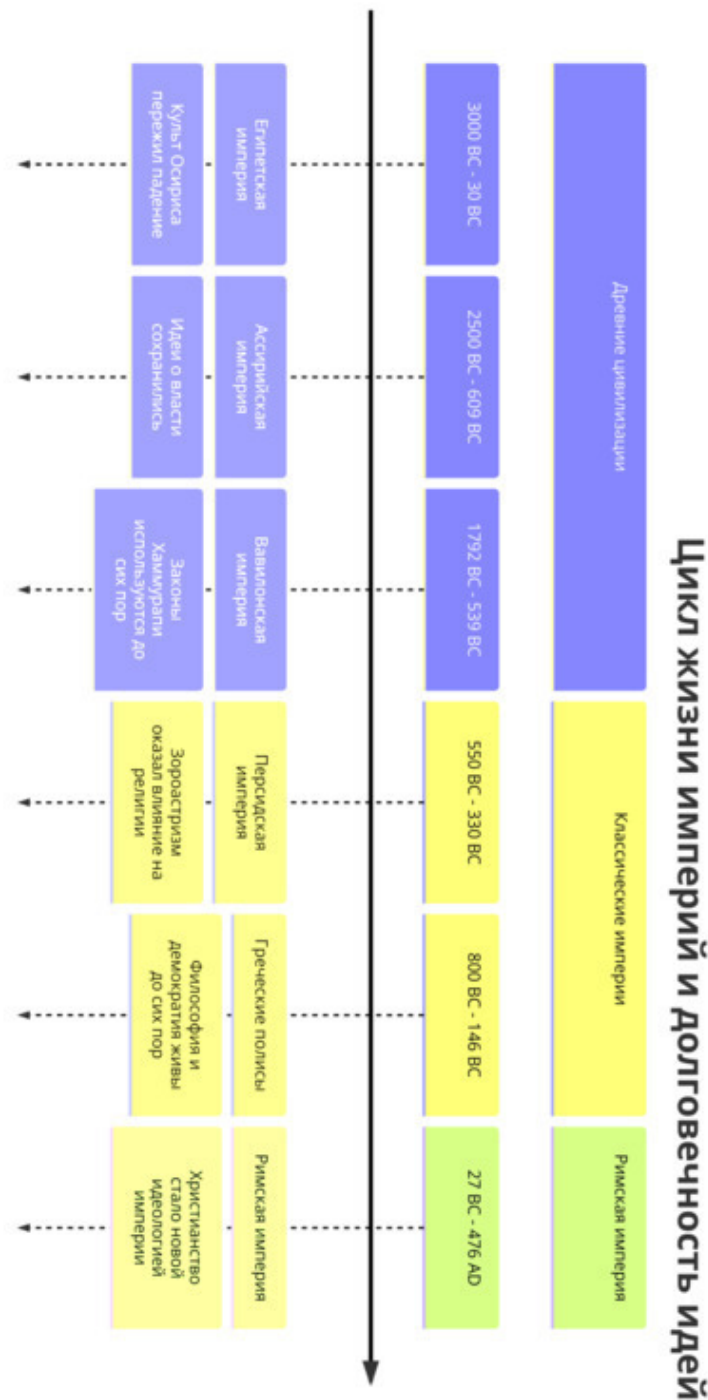 Цикл жизни империй и долговечность идей
Древние цивилизации
Классические империи
Римская империя
3000 BC - 30 BC
2500 BC - 609 BC
1792 BC - 539 BC
550 BC - 330 BC
800 BC - 146 BC
27 BC - 476 AD
Египетская
империя
Ассирийская
империя
Вавилонская
империя
Персидская
империя
Греческие полисы
Римская империя
Культ Осириса
пережил падение
Идеи о власти
сохранились
Законы
Хаммурапи
используются до
сих пор
Зороастризм
оказал влияние на
религии
Философия и
демократия живы
до сих пор
Христианство
стало новой
идеологией
империи